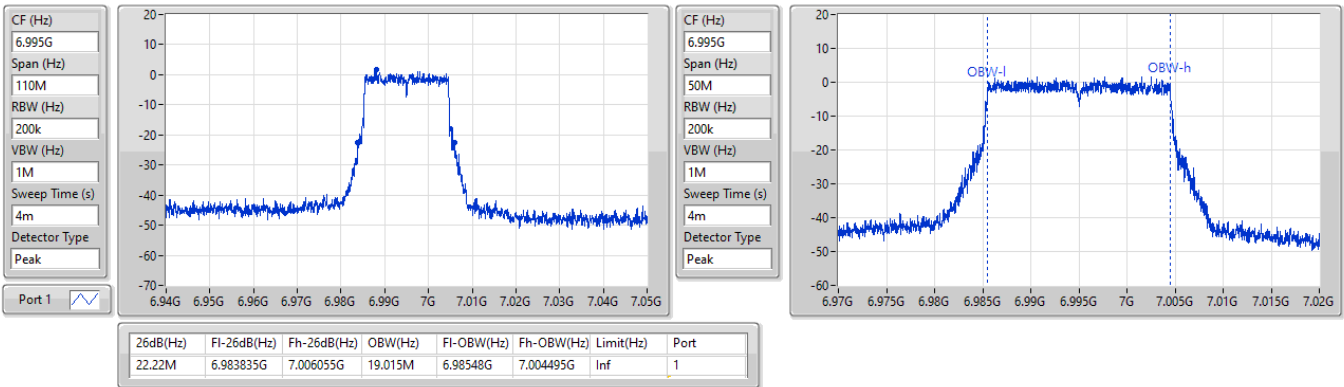 CF (Hz)
6.995G
Span (Hz)
110M
RBW (Hz)
200k
VBW (Hz)
1M
Sweep Time (s)
4m
Detector Type
Peak
Port 1
20
10
0
-10
-20
-30
-40
-50
-60
-70
6.94G 6.95G 6.96G 6.97G 6.98G 6.99G 7G 7.01G 7.02G 7.03G 7.04G 7.05G
CF (Hz)
6.995G
Span (Hz)
50M
RBW (Hz)
200k
VBW (Hz)
1M
Sweep Time (s)
4m
Detector Type
Peak
20
10
0
-10
-20
-30
-40
-50
-60
OBW-l OBW-h
6.97G 6.975G 6.98G 6.985G 6.99G 6.995G 7G 7.005G 7.01G 7.015G 7.02G
26dB(Hz) Fl-26dB(Hz) Fh-26dB(Hz) OBW(Hz) Fl-OBW(Hz) Fh-OBW(Hz) Limit(Hz) Port
22.22M 6.983835G 7.006055G 19.015M 6.98548G 7.004495G Inf 1